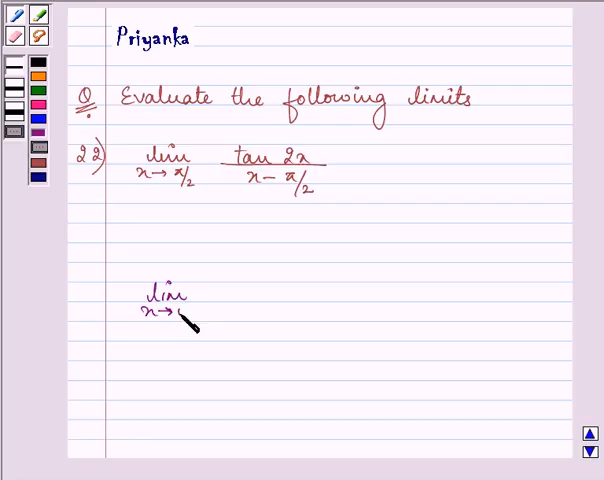 Priyanka
Q Evaluate the following limits
22) lim x→π/2 tan 2x / x − π/2
lim x→